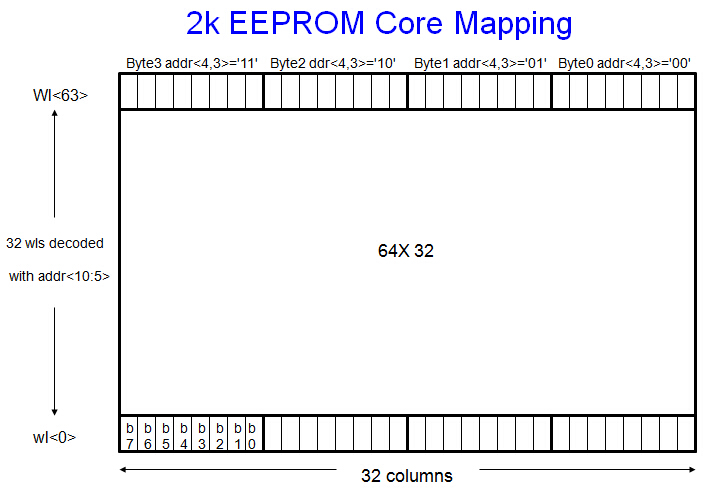 2k EEPROM Core Mapping
Byte3 addr<4,3>='11' Byte2 ddr<4,3>='10' Byte1 addr<4,3>='01' Byte0 addr<4,3>='00'
Wl<63>
32 wls decoded
with addr<10:5>
64X 32
wl<0>
b b b b b b b b
7 6 5 4 3 2 1 0
32 columns